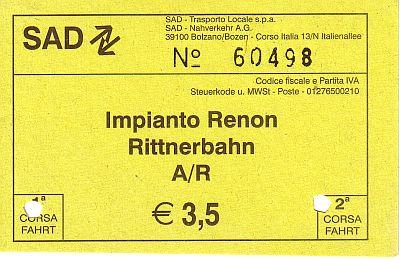 SAD
SAD - Trasporto Locale s.p.a.
SAD - Nahverkehr A.G.
39100 Bolzano/Bozen - Corso Italia 13/N Italienallee
Nº 60498
Codice fiscale e Partita IVA
Steuerkode u. MWSt - Poste - 01276500210
Impianto Renon
Rittnerbahn
A/R
€ 3,5
1ª
CORSA
FAHRT
2ª
CORSA
FAHRT